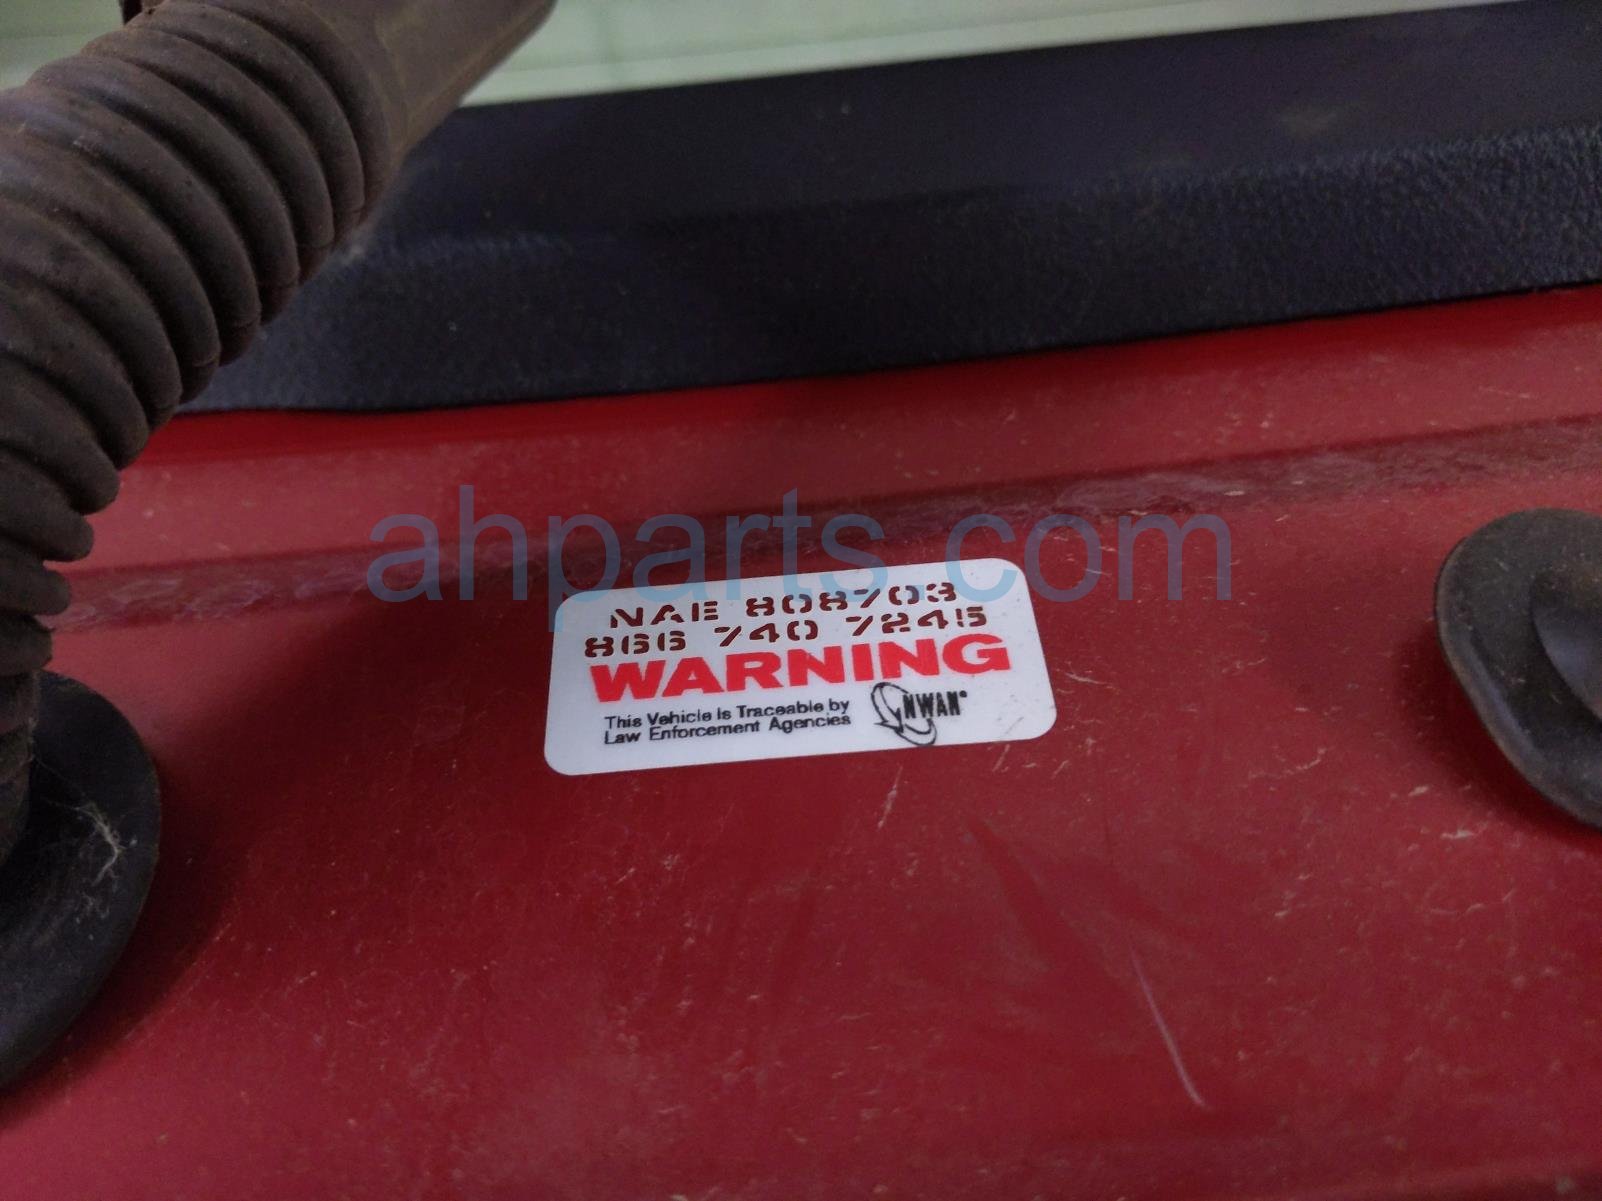 ahparts.com
NAE 808703
866 740 7245
WARNING
This Vehicle Is Traceable by
Law Enforcement Agencies
NWAN®